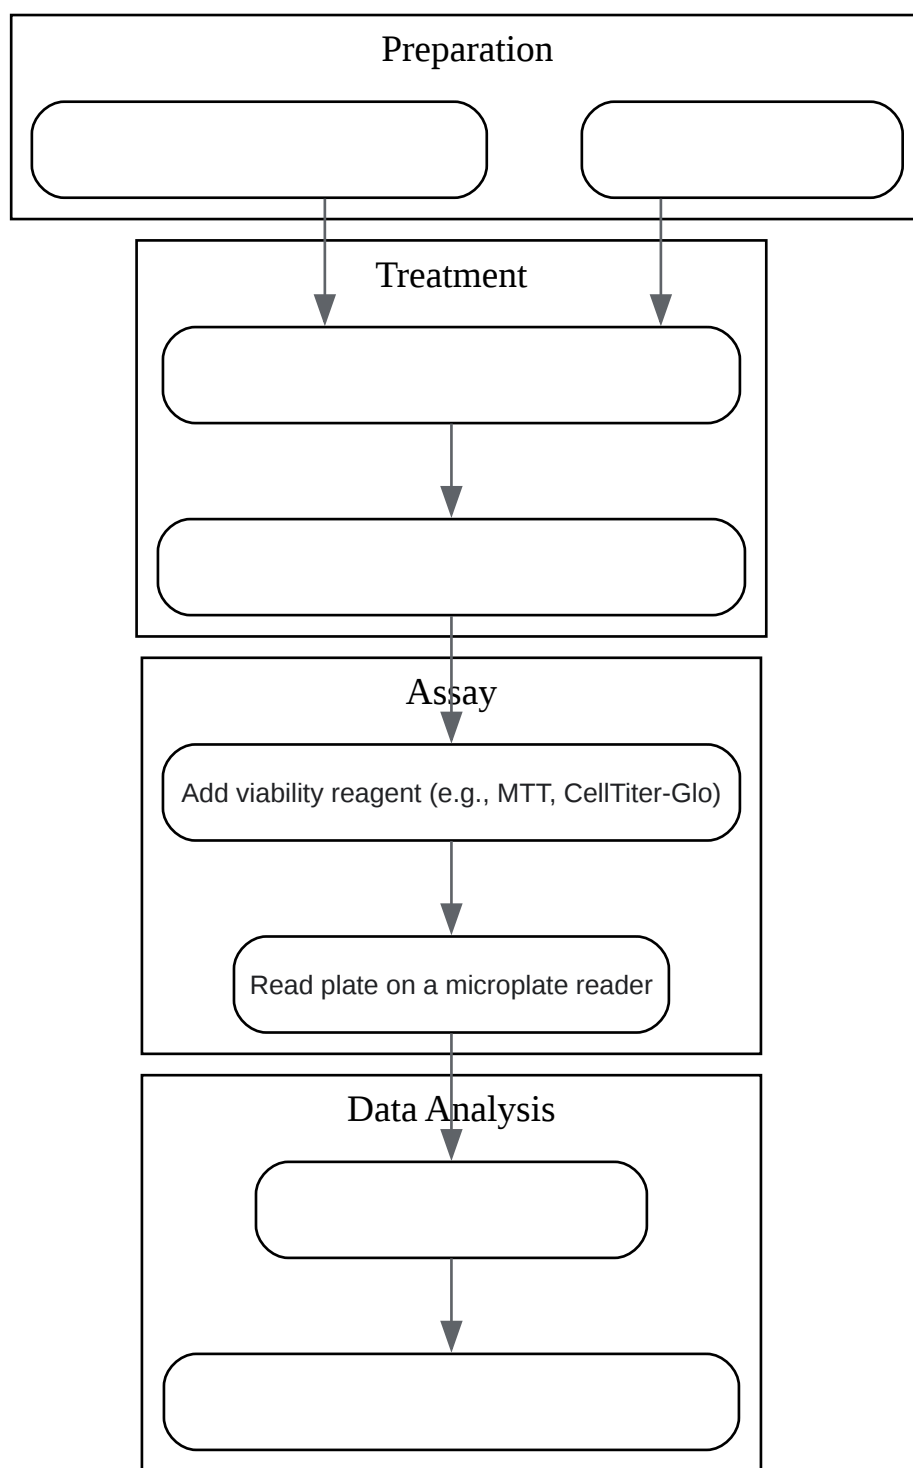 Preparation
Treatment
Assay
Add viability reagent (e.g., MTT, CellTiter-Glo)
Read plate on a microplate reader
Data Analysis